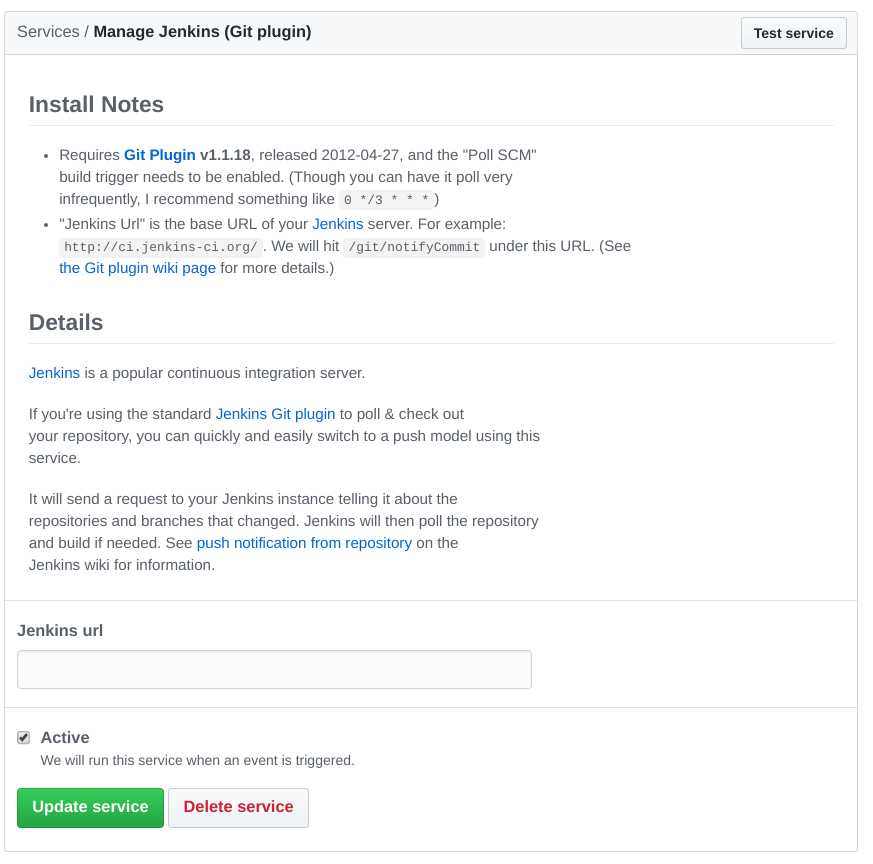 Services / Manage Jenkins (Git plugin)
Test service
Install Notes
• Requires Git Plugin v1.1.18, released 2012-04-27, and the "Poll SCM"
build trigger needs to be enabled. (Though you can have it poll very
infrequently, I recommend something like 0 */3 * * * )
• "Jenkins Url" is the base URL of your Jenkins server. For example:
http://ci.jenkins-ci.org/ . We will hit /git/notifyCommit under this URL. (See
the Git plugin wiki page for more details.)
Details
Jenkins is a popular continuous integration server.
If you're using the standard Jenkins Git plugin to poll & check out
your repository, you can quickly and easily switch to a push model using this
service.
It will send a request to your Jenkins instance telling it about the
repositories and branches that changed. Jenkins will then poll the repository
and build if needed. See push notification from repository on the
Jenkins wiki for information.
Jenkins url
Active
We will run this service when an event is triggered.
Update service
Delete service